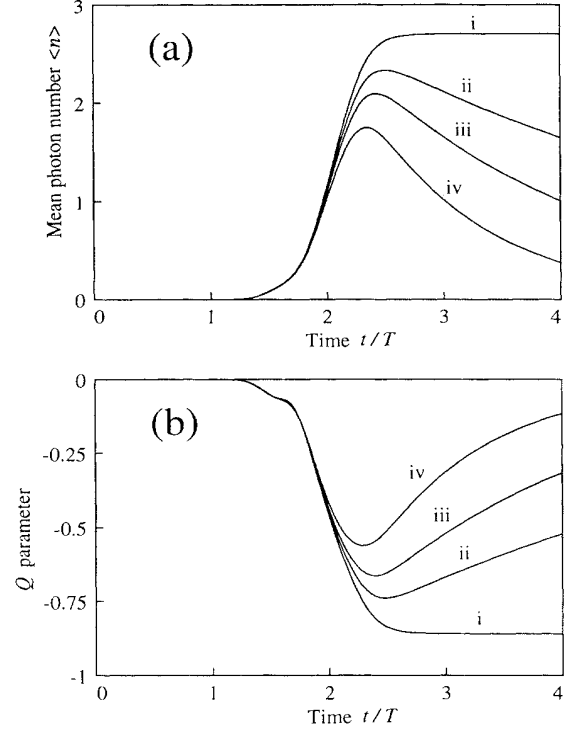 (a)
Mean photon number <n>
3
2
1
0
i
ii
iii
iv
0 1 2 3 4
Time t / T
(b)
Q parameter
0
-0.25
-0.5
-0.75
-1
iv
iii
ii
i
0 1 2 3 4
Time t / T